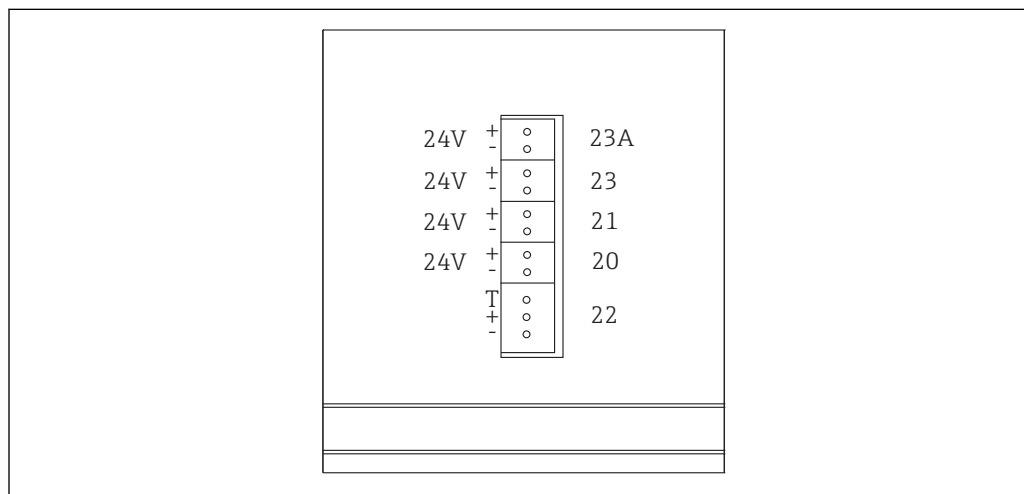 24V + - 23A
24V + - 23
24V + - 21
24V + - 20
T + - 22